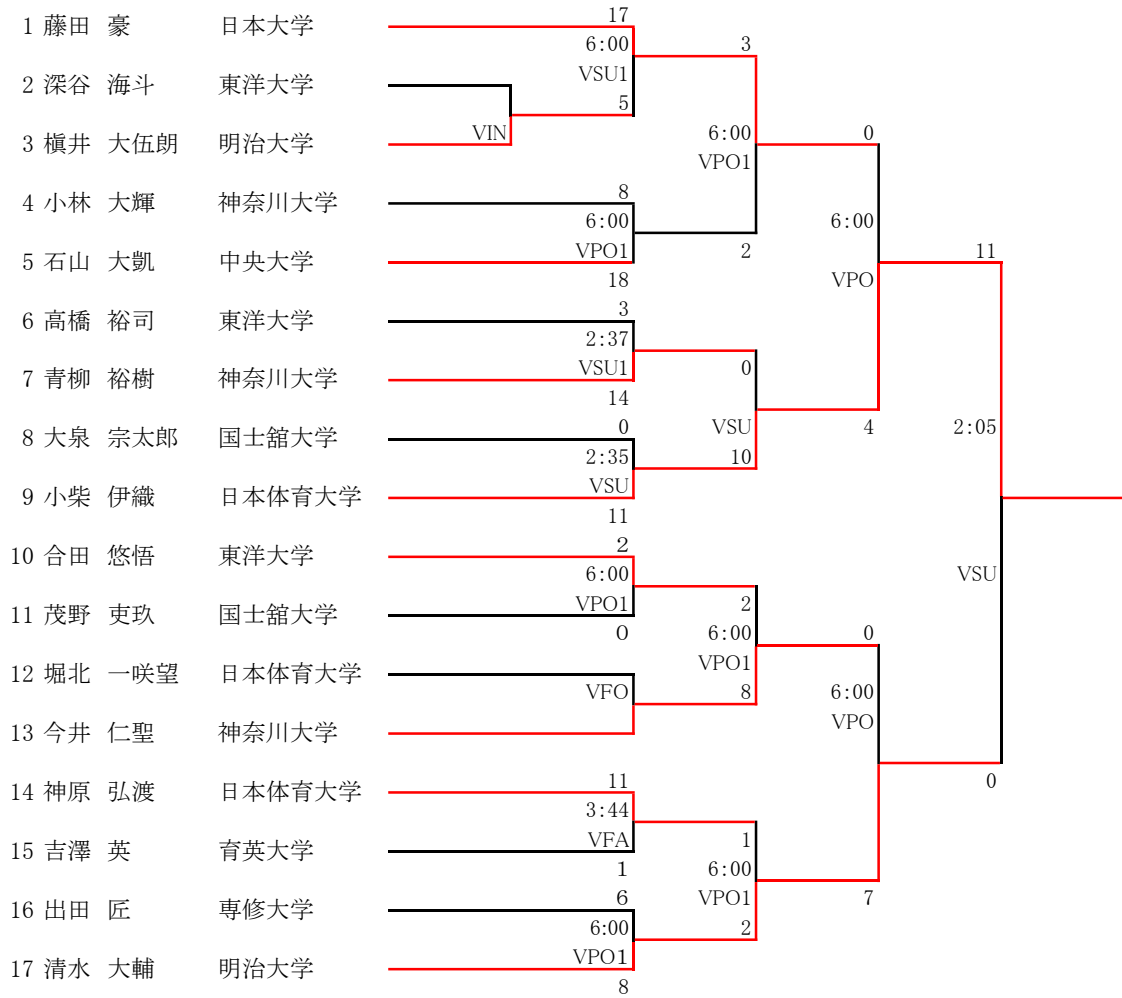 1 藤田 豪 日本大学 17
6:00 3
VSU1
2 深谷 海斗 東洋大学
5
3 槇井 大伍朗 明治大学 VIN 6:00 0
VPO1
4 小林 大輝 神奈川大学 8
6:00 6:00
VPO1 2 11
5 石山 大凱 中央大学
18 VPO
6 高橋 裕司 東洋大学 3
2:37
VSU1 0
7 青柳 裕樹 神奈川大学
14
0 VSU 4 2:05
8 大泉 宗太郎 国士舘大学
2:35 10
VSU
9 小柴 伊織 日本体育大学
11
2
10 合田 悠悟 東洋大学
6:00 VSU
VPO1 2
11 茂野 吏玖 国士舘大学
0 6:00 0
VPO1
12 堀北 一咲望 日本体育大学
VFO 8 6:00
VPO
13 今井 仁聖 神奈川大学
11 0
14 神原 弘渡 日本体育大学
3:44
VFA 1
15 吉澤 英 育英大学
1 6:00
6 VPO1 7
16 出田 匠 専修大学
6:00 2
VPO1
17 清水 大輔 明治大学
8